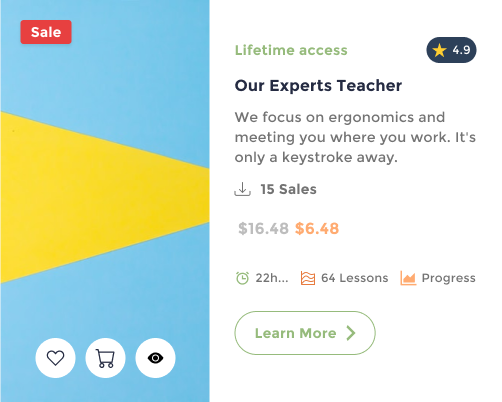 Sale
Lifetime access
4.9
Our Experts Teacher
We focus on ergonomics and
meeting you where you work. It's
only a keystroke away.
15 Sales
$16.48 $6.48
22h... 64 Lessons Progress
Learn More